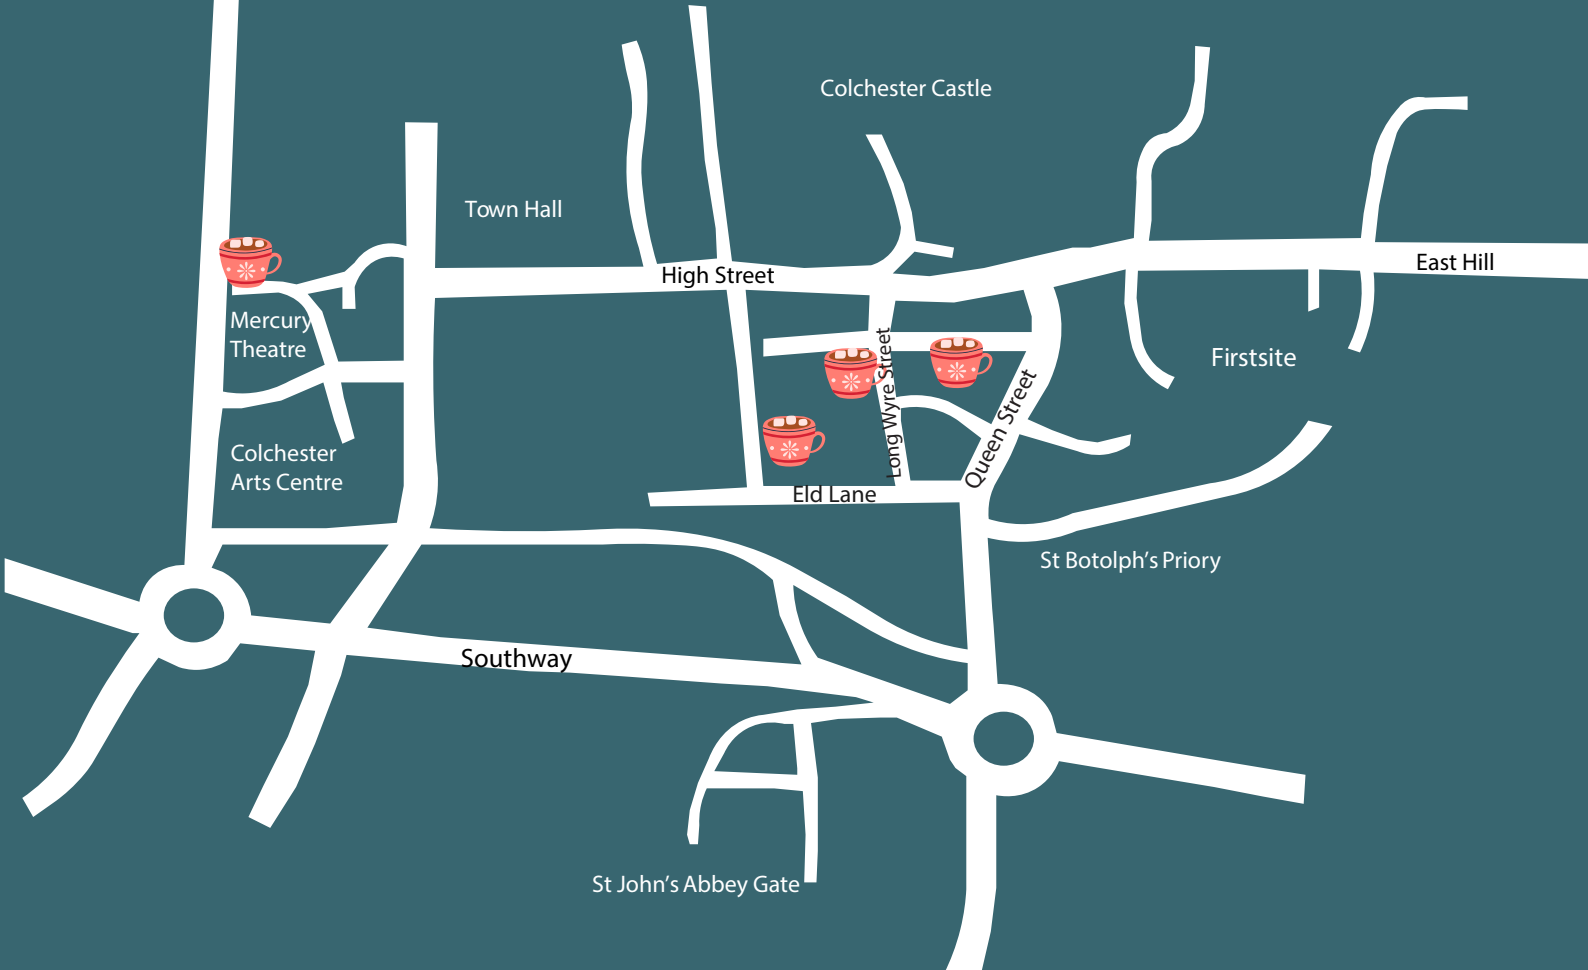 Colchester Castle
Town Hall
High Street
East Hill
Mercury
Theatre
Long Wyre Street
Firstsite
Queen Street
Colchester
Arts Centre
Eld Lane
St Botolph's Priory
Southway
St John's Abbey Gate